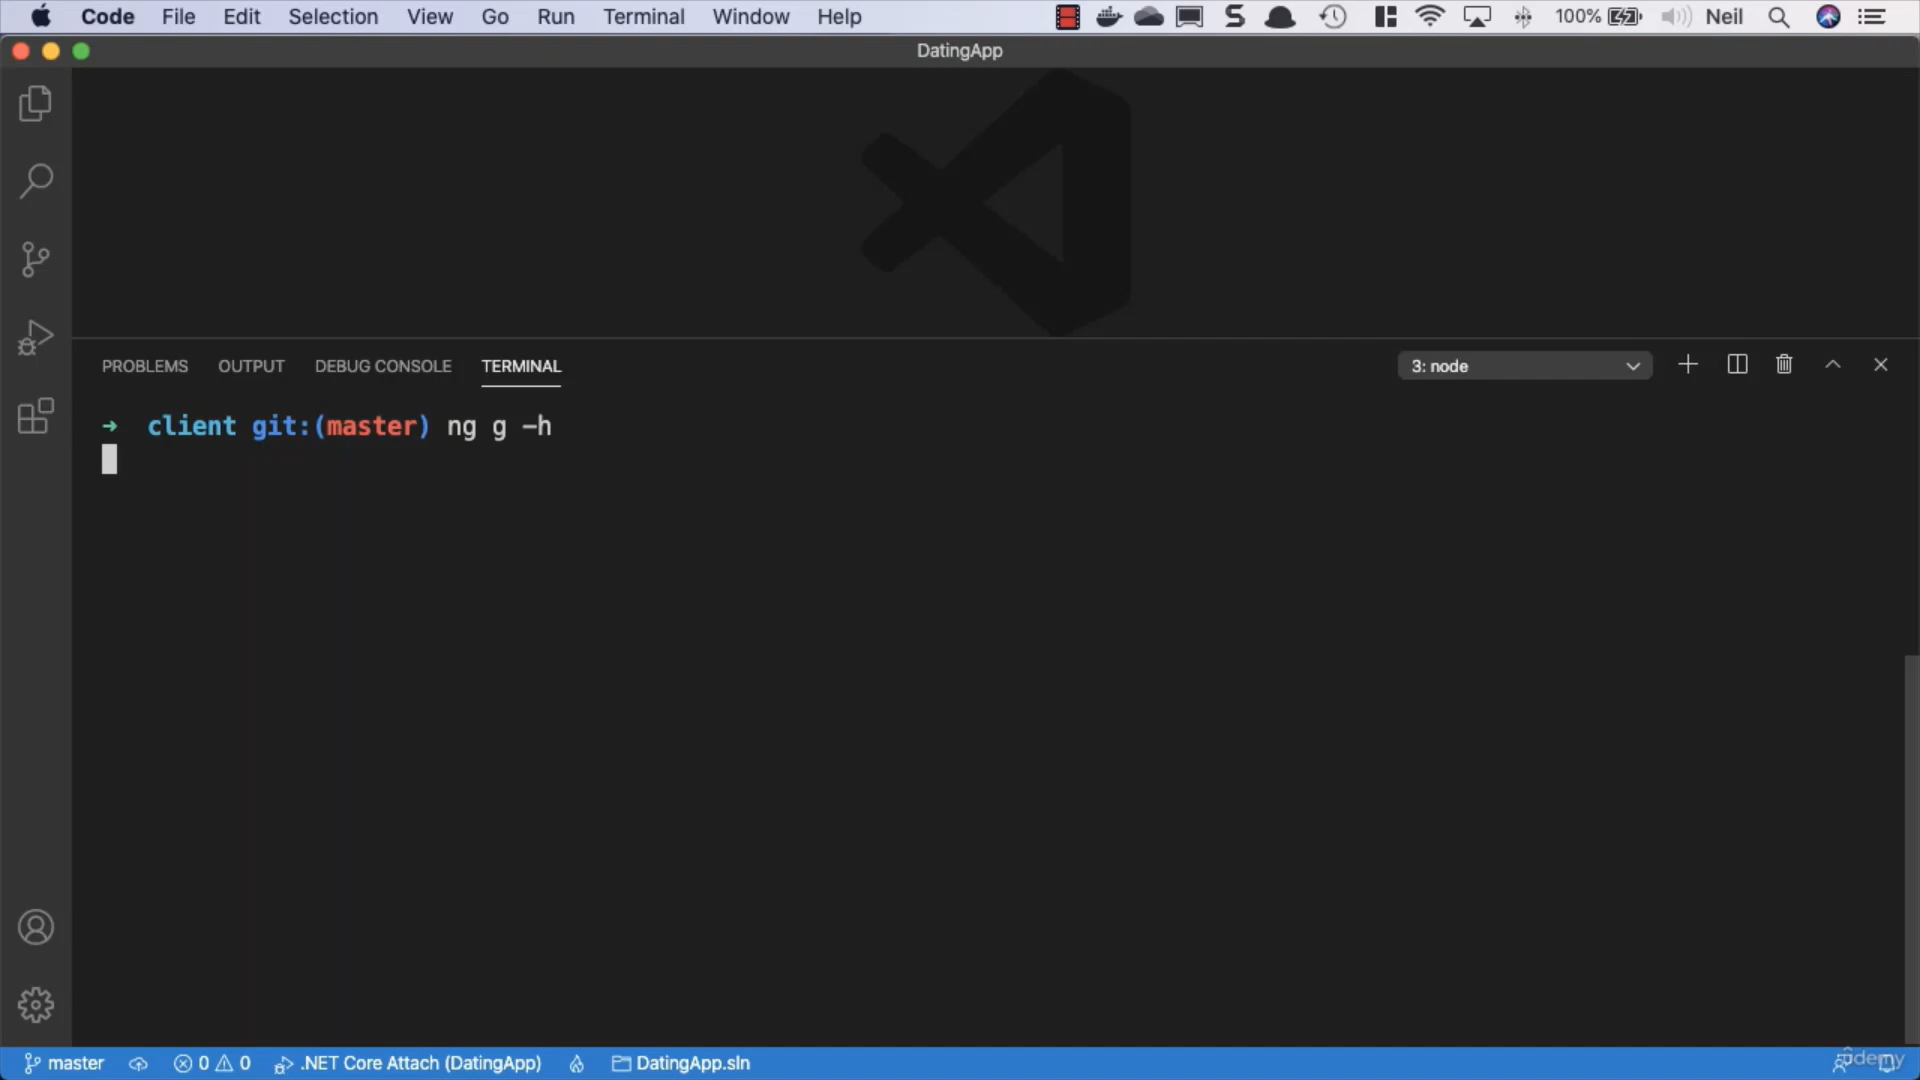 Code File Edit Selection View Go Run Terminal Window Help 100% Neil
DatingApp
PROBLEMS OUTPUT DEBUG CONSOLE TERMINAL 3: node
→ client git:(master) ng g -h
master 0 0 .NET Core Attach (DatingApp) DatingApp.sln udemy